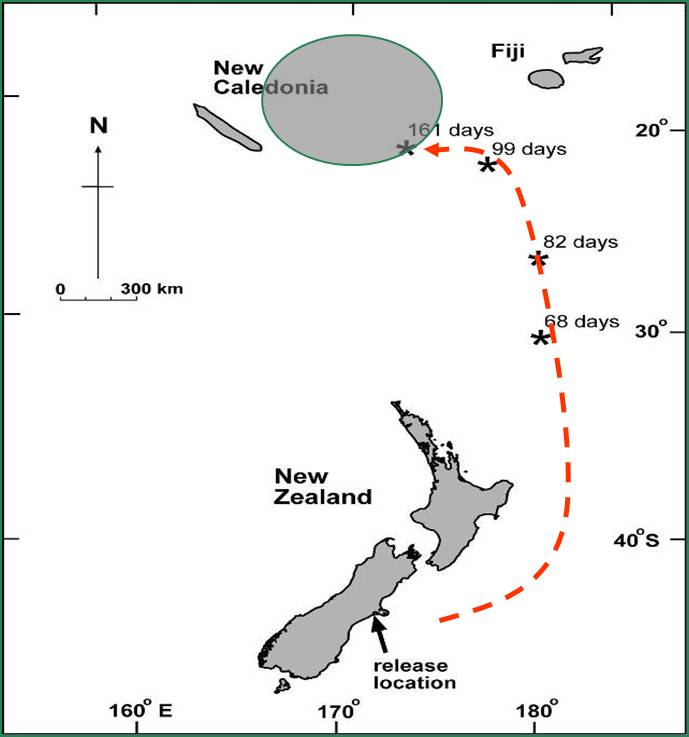 New
Caledonia
Fiji
N
161 days
99 days
20°
82 days
0 300 km
68 days
30°
New
Zealand
40°S
release
location
160° E
170°
180°